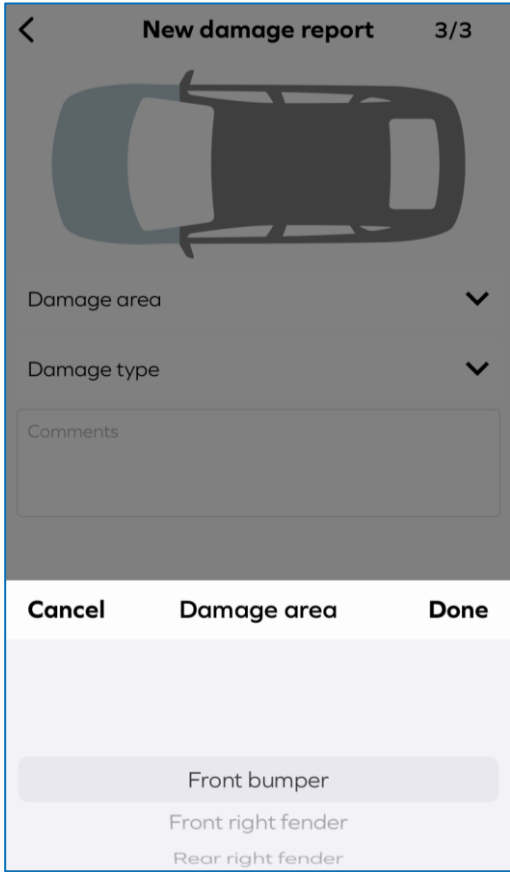 New damage report 3/3
Damage area
Damage type
Comments
Cancel Damage area Done
Front bumper
Front right fender
Rear right fender